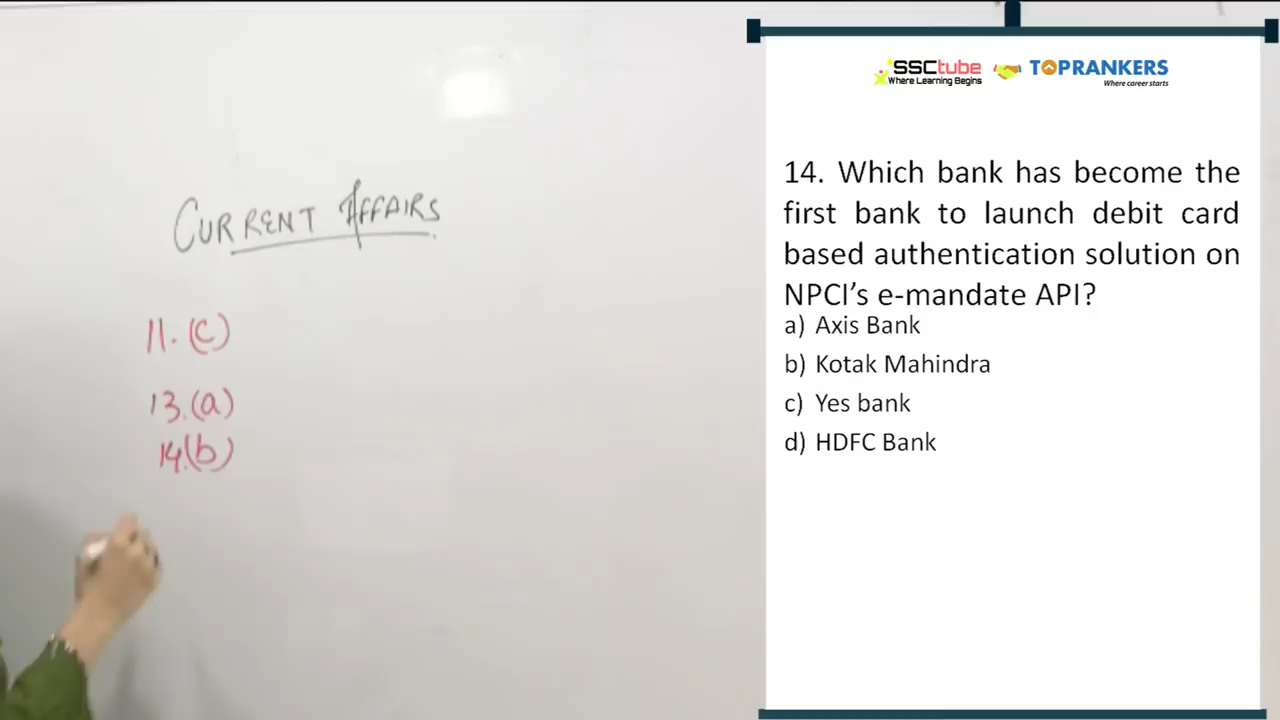 CURRENT AFFAIRS
11. (c)
13. (a)
14. (b)
SSCtube
Where Learning Begins
TOPRANKERS
Where career starts
14. Which bank has become the
first bank to launch debit card
based authentication solution on
NPCI's e-mandate API?
a) Axis Bank
b) Kotak Mahindra
c) Yes bank
d) HDFC Bank